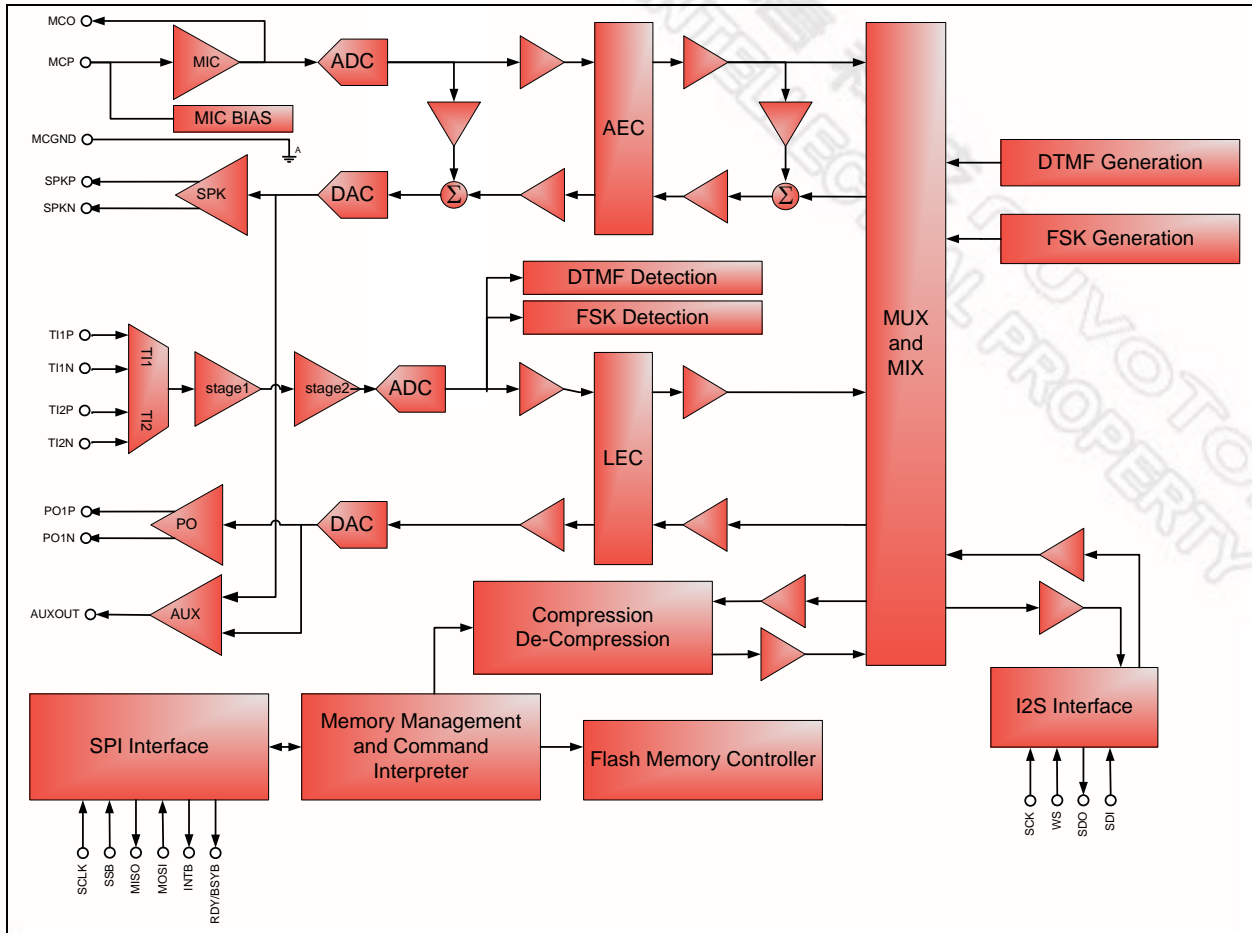 MCO
MCP
MIC
ADC
MIC BIAS
MCGND
A
AEC
SPKP
SPKN
SPK
DAC
Σ
Σ
DTMF Generation
FSK Generation
DTMF Detection
FSK Detection
MUX
and
MIX
TI1P
TI1N
TI2P
TI2N
TI1
TI2
stage1
stage2
ADC
LEC
PO1P
PO1N
PO
DAC
AUXOUT
AUX
Compression
De-Compression
SPI Interface
Memory Management
and Command
Interpreter
Flash Memory Controller
I2S Interface
SCK
WS
SDO
SDI
SCLK
SSB
MISO
MOSI
INTB
RDY/BSYB
NUVOTON
INTELLECTUAL PROPERTY